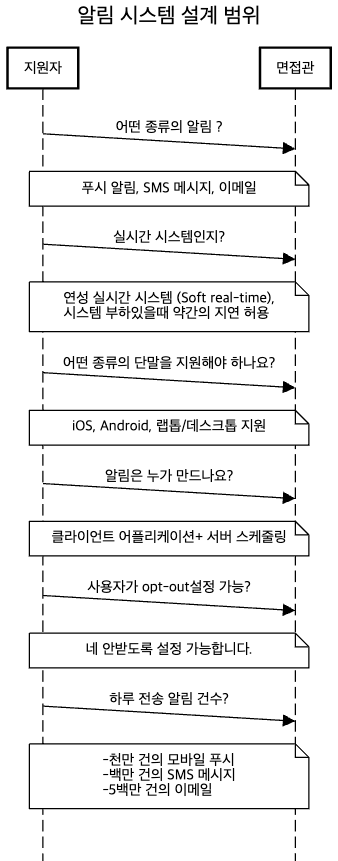 알림 시스템 설계 범위
지원자
면접관
어떤 종류의 알림 ?
푸시 알림, SMS 메시지, 이메일
실시간 시스템인지?
연성 실시간 시스템 (Soft real-time),
시스템 부하있을때 약간의 지연 허용
어떤 종류의 단말을 지원해야 하나요?
iOS, Android, 랩톱/데스크톱 지원
알림은 누가 만드나요?
클라이언트 어플리케이션+ 서버 스케줄링
사용자가 opt-out설정 가능?
네 안받도록 설정 가능합니다.
하루 전송 알림 건수?
-천만 건의 모바일 푸시
-백만 건의 SMS 메시지
-5백만 건의 이메일